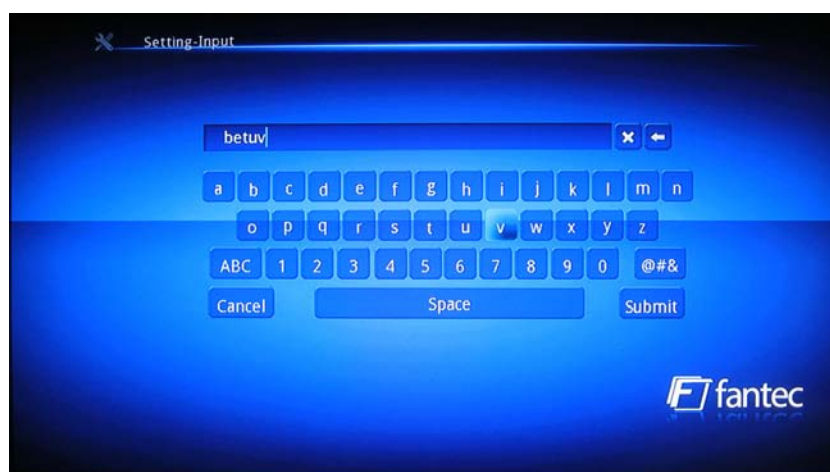 Setting-Input
betuv
a b c d e f g h i j k l m n
o p q r s t u v w x y z
ABC 1 2 3 4 5 6 7 8 9 0 @#&
Cancel Space Submit
fantec